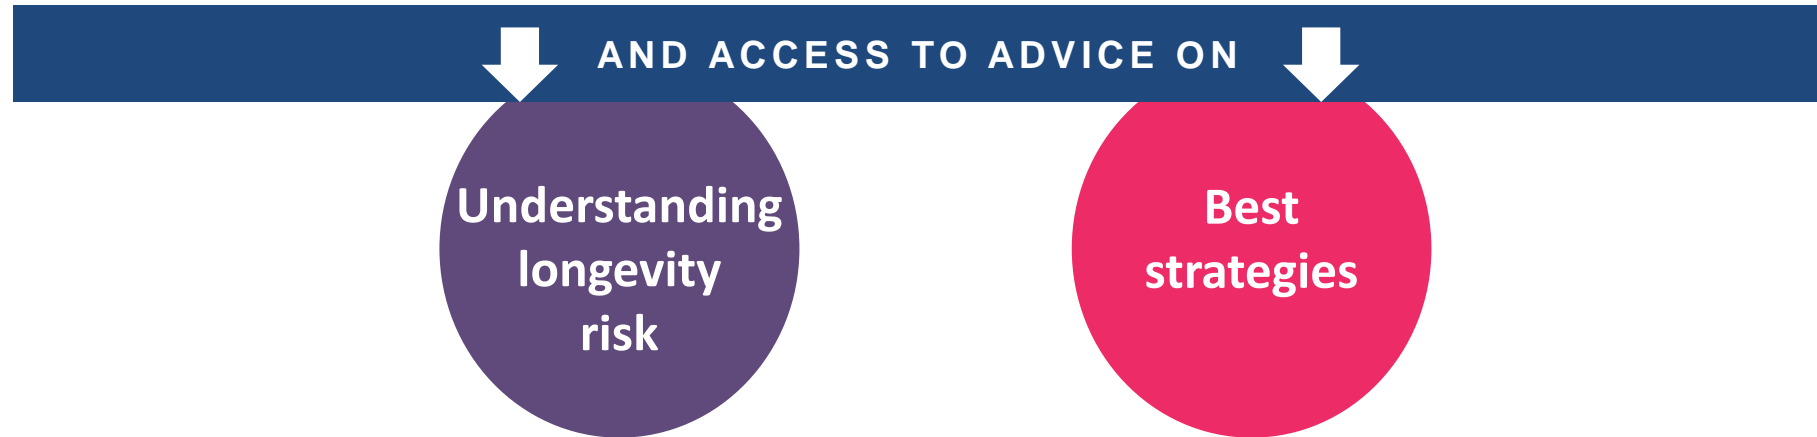 AND ACCESS TO ADVICE ON
Understanding
longevity
risk
Best
strategies